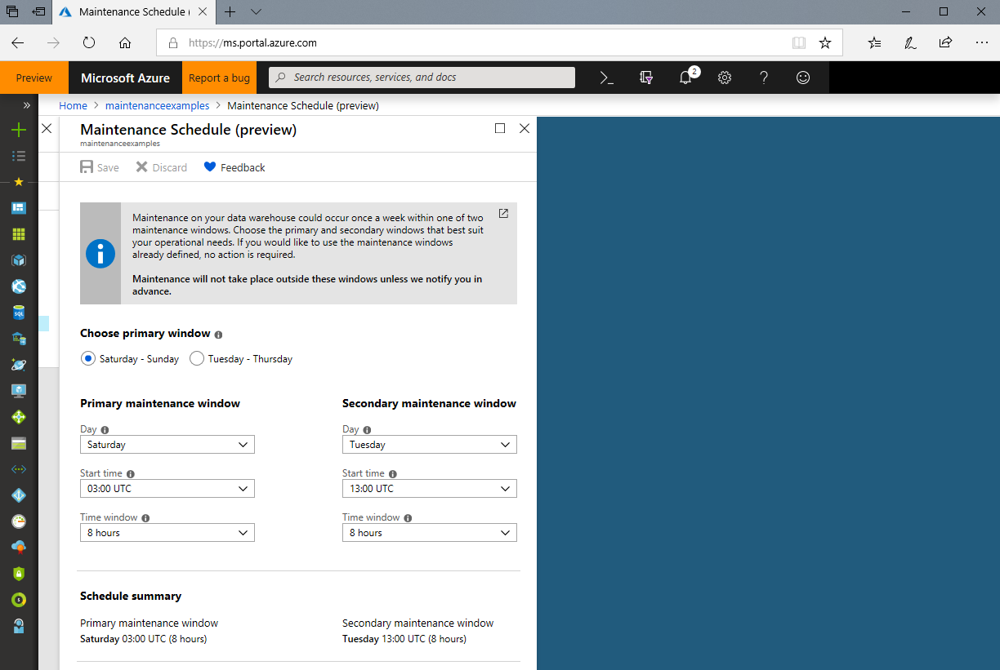 Maintenance Schedule (
https://ms.portal.azure.com
Preview
Microsoft Azure
Report a bug
Search resources, services, and docs
2
Home > maintenanceexamples > Maintenance Schedule (preview)
Maintenance Schedule (preview)
maintenanceexamples
Save
Discard
Feedback
Maintenance on your data warehouse could occur once a week within one of two
maintenance windows. Choose the primary and secondary windows that best suit
your operational needs. If you would like to use the maintenance windows
already defined, no action is required.
Maintenance will not take place outside these windows unless we notify you in
advance.
Choose primary window
Saturday - Sunday
Tuesday - Thursday
Primary maintenance window
Day
Saturday
Start time
03:00 UTC
Time window
8 hours
Secondary maintenance window
Day
Tuesday
Start time
13:00 UTC
Time window
8 hours
Schedule summary
Primary maintenance window
Saturday 03:00 UTC (8 hours)
Secondary maintenance window
Tuesday 13:00 UTC (8 hours)
SQL